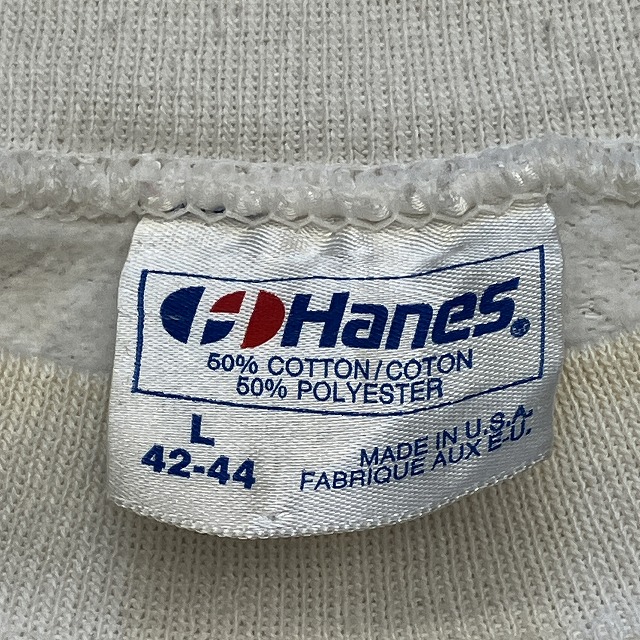 Hanes®
50% COTTON/COTON
50% POLYESTER
L
42-44
MADE IN U.S.A.
FABRIQUE AUX E.U.